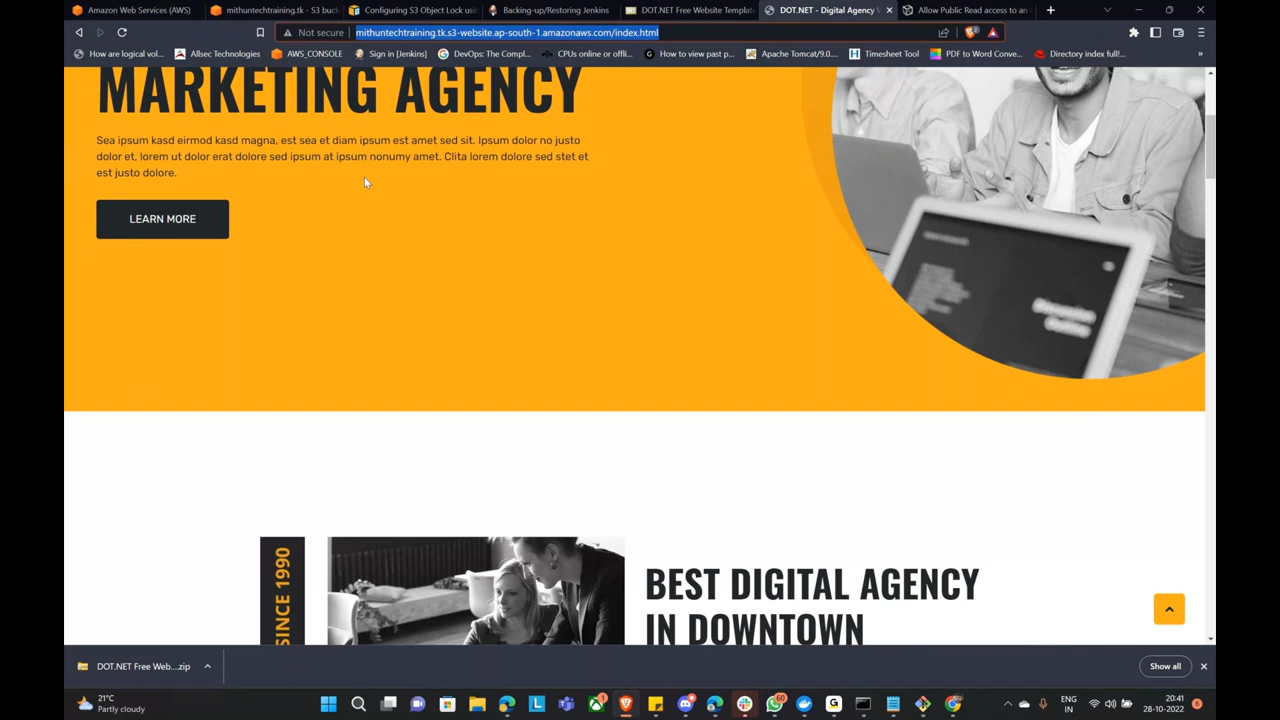 Amazon Web Services (AWS)
mithuntechtraining.tk - S3 buc
Configuring S3 Object Lock usin
Backing-up/Restoring Jenkins
DOT.NET Free Website Templat
DOT.NET - Digital Agency
Allow Public Read access to an
Not secure
mithuntechtraining.tk.s3-website.ap-south-1.amazonaws.com/index.html
How are logical vol...
Allsec Technologies
AWS_CONSOLE
Sign in [Jenkins]
DevOps: The Compl...
CPUs online or offli...
How to view past p...
Apache Tomcat/9.0....
Timesheet Tool
PDF to Word Conve...
Directory index full!...
MARKETING AGENCY
Sea ipsum kasd eirmod kasd magna, est sea et diam ipsum est amet sed sit. Ipsum dolor no justo
dolor et, lorem ut dolor erat dolore sed ipsum at ipsum nonumy amet. Clita lorem dolore sed stet et
est justo dolore.
LEARN MORE
SINCE 1990
BEST DIGITAL AGENCY
IN DOWNTOWN
DOT.NET Free Web....zip
Show all
21°C
Partly cloudy
ENG
IN
20:41
28-10-2022